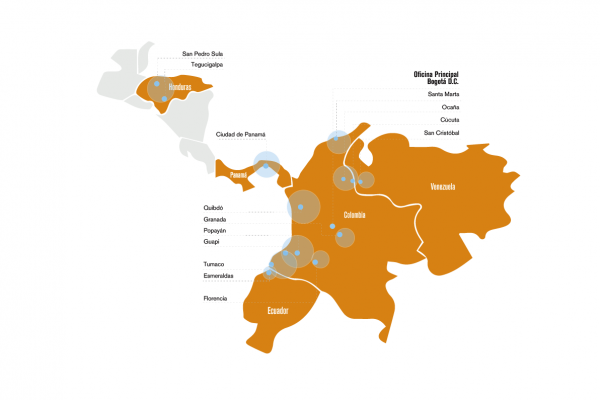 San Pedro Sula
Tegucigalpa
Honduras
Oficina Principal
Bogotá D.C.
Santa Marta
Ocaña
Cúcuta
San Cristóbal
Ciudad de Panamá
Panamá
Venezuela
Quibdó
Granada
Popayán
Guapi
Colombia
Tumaco
Esmeraldas
Florencia
Ecuador